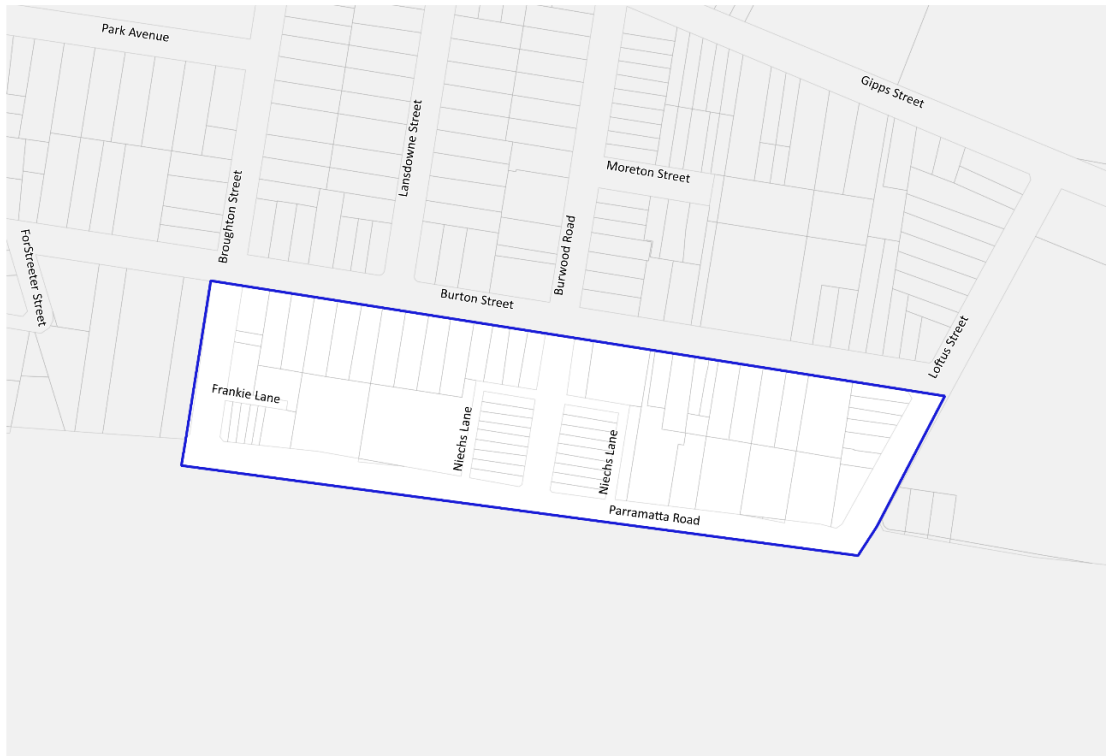 Park Avenue
Gipps Street
Lansdowne Street
Moreton Street
Broughton Street
Burwood Road
ForStreeter Street
Burton Street
Loftus Street
Frankie Lane
Niechs Lane
Niechs Lane
Parramatta Road